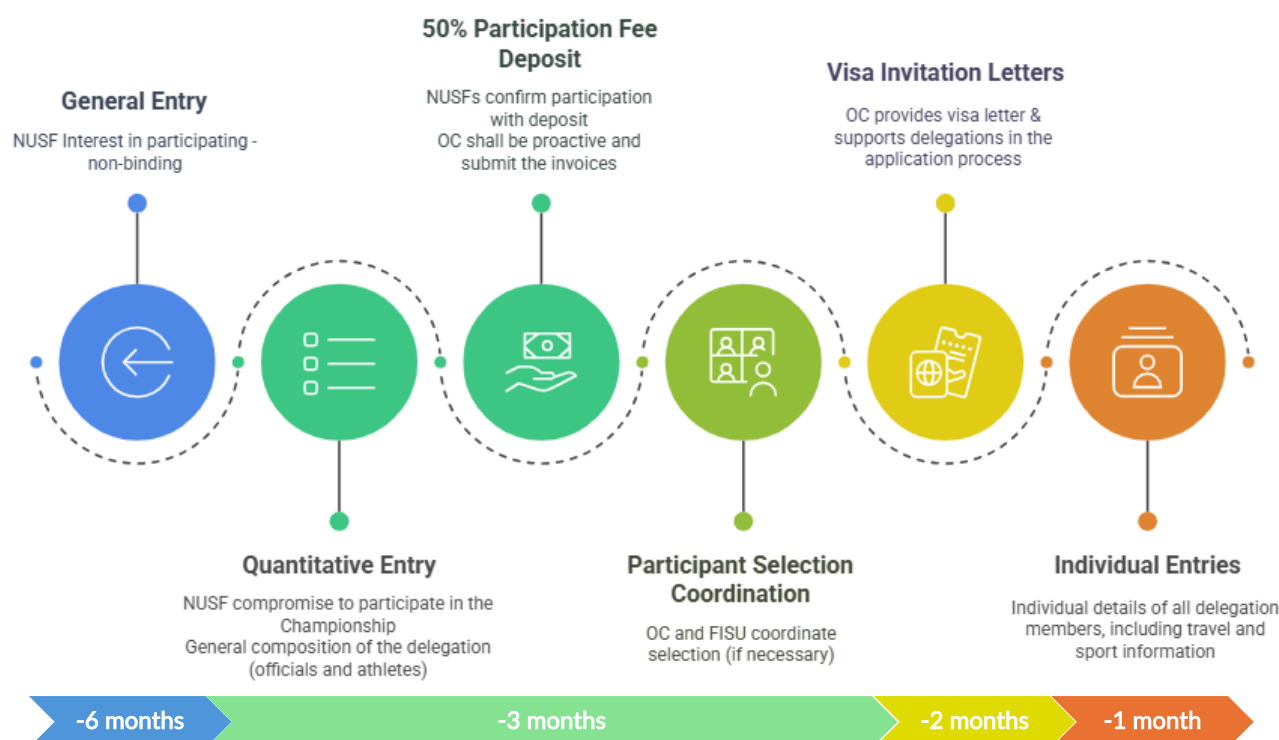 General Entry
NUSF Interest in participating -
non-binding
Quantitative Entry
NUSF compromise to participate in the
Championship
General composition of the delegation
(officials and athletes)
50% Participation Fee
Deposit
NUSFs confirm participation
with deposit
OC shall be proactive and
submit the invoices
Participant Selection
Coordination
OC and FISU coordinate
selection (if necessary)
Visa Invitation Letters
OC provides visa letter &
supports delegations in the
application process
Individual Entries
Individual details of all delegation
members, including travel and
sport information
-6 months
-3 months
-2 months
-1 month